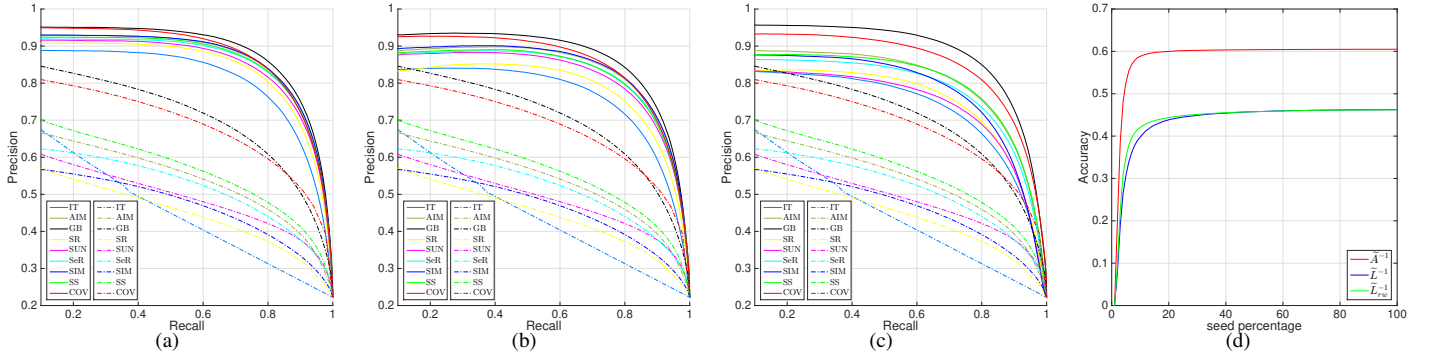 1
0.9
0.8
0.7
0.6
0.5
0.4
0.3
0.2
Precision
IT IT
AIM AIM
GB GB
SR SR
SUN SUN
SeR SeR
SIM SIM
SS SS
COV COV
0.2 0.4 0.6 0.8 1
Recall
(a)
1
0.9
0.8
0.7
0.6
0.5
0.4
0.3
0.2
Precision
IT IT
AIM AIM
GB GB
SR SR
SUN SUN
SeR SeR
SIM SIM
SS SS
COV COV
0.2 0.4 0.6 0.8 1
Recall
(b)
1
0.9
0.8
0.7
0.6
0.5
0.4
0.3
0.2
Precision
IT IT
AIM AIM
GB GB
SR SR
SUN SUN
SeR SeR
SIM SIM
SS SS
COV COV
0.2 0.4 0.6 0.8 1
Recall
(c)
0.7
0.6
0.5
0.4
0.3
0.2
0.1
0
Accuracy
Ã⁻¹
L̃⁻¹
L̃rw⁻¹
0 20 40 60 80 100
seed percentage
(d)